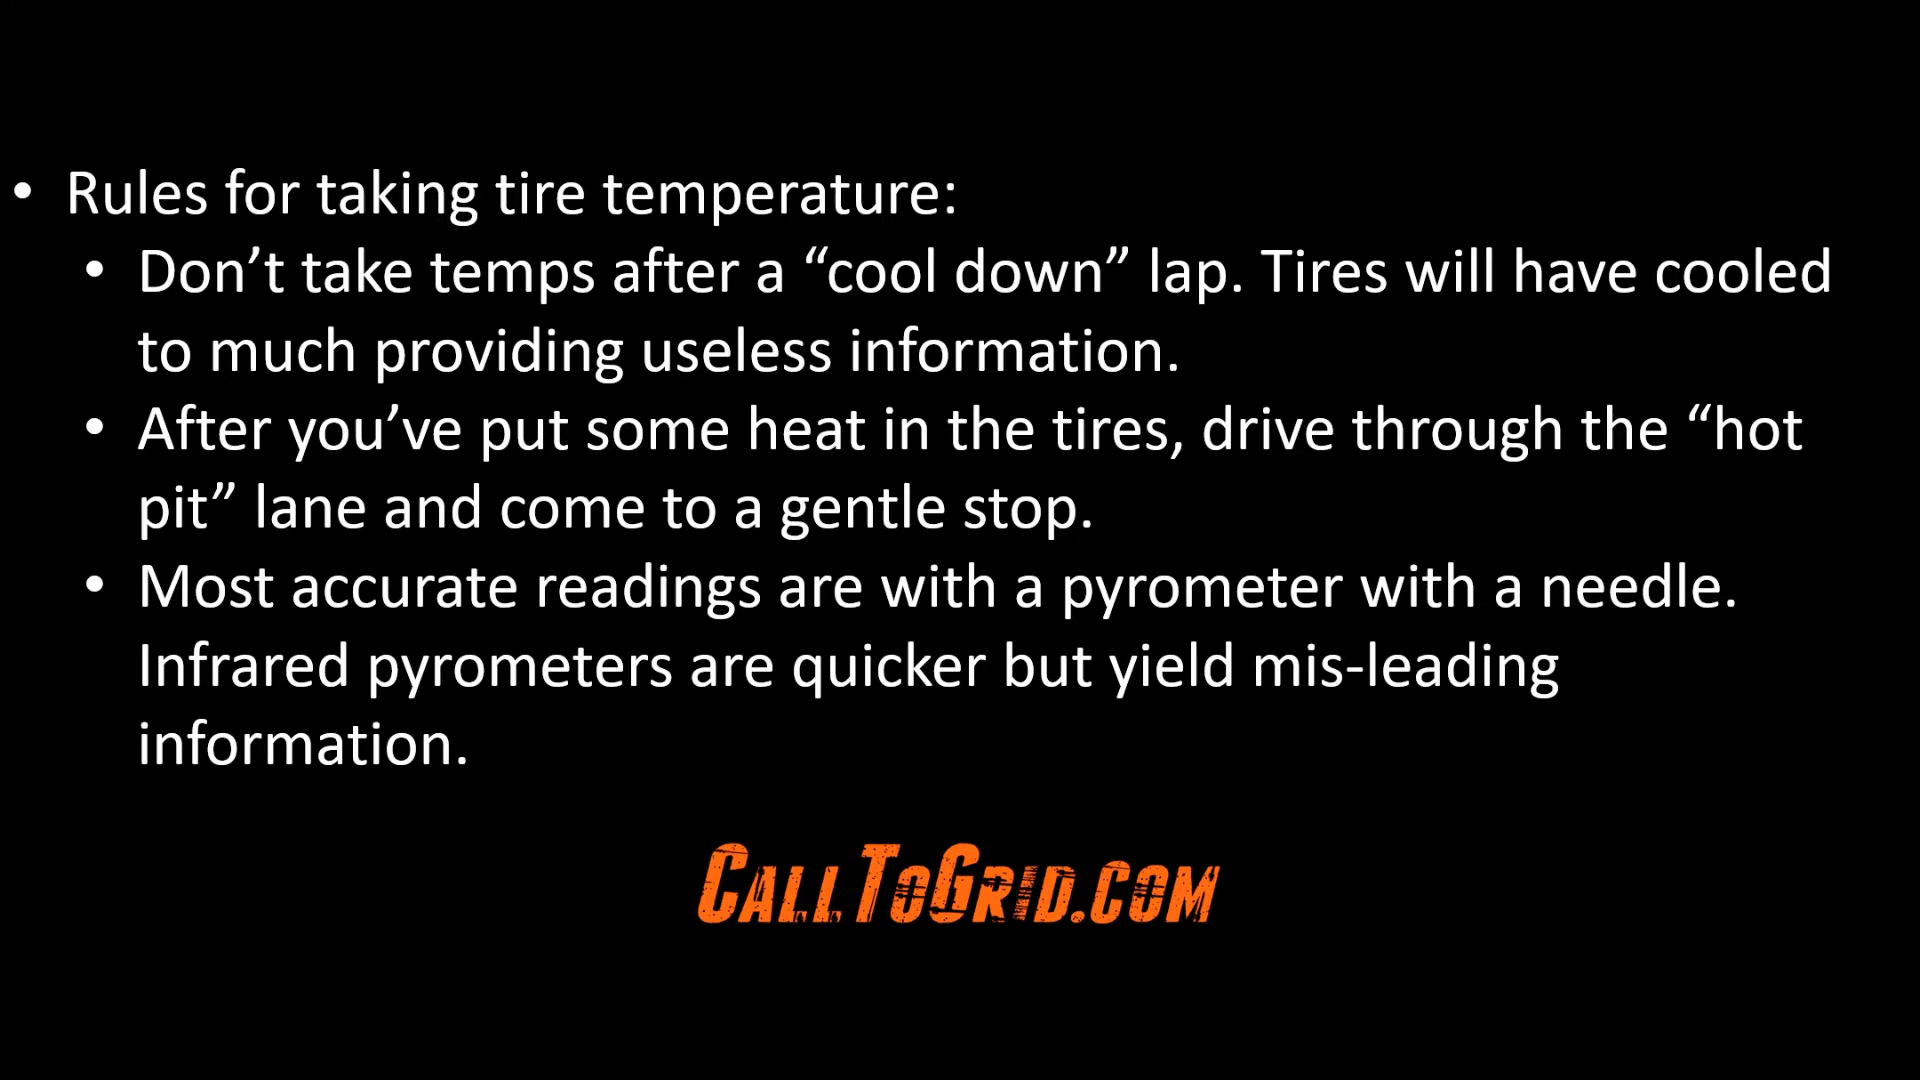 • Rules for taking tire temperature:
• Don’t take temps after a “cool down” lap. Tires will have cooled
to much providing useless information.
• After you’ve put some heat in the tires, drive through the “hot
pit” lane and come to a gentle stop.
• Most accurate readings are with a pyrometer with a needle.
Infrared pyrometers are quicker but yield mis-leading
information.
CallToGrid.com